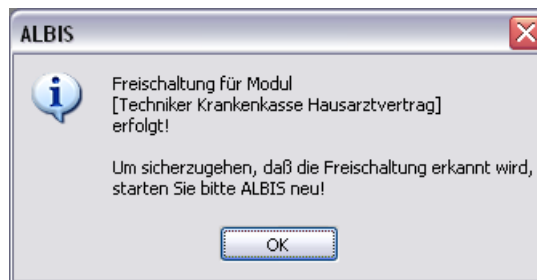 ALBIS
Freischaltung für Modul
[Techniker Krankenkasse Hausarztvertrag]
erfolgt!
Um sicherzugehen, daß die Freischaltung erkannt wird,
starten Sie bitte ALBIS neu!
OK